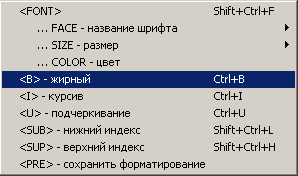 <FONT> Shift+Ctrl+F
... FACE - название шрифта
... SIZE - размер
... COLOR - цвет
<B> - жирный Ctrl+B
<I> - курсив Ctrl+I
<U> - подчеркивание Ctrl+U
<SUB> - нижний индекс Shift+Ctrl+L
<SUP> - верхний индекс Shift+Ctrl+H
<PRE> - сохранить форматирование